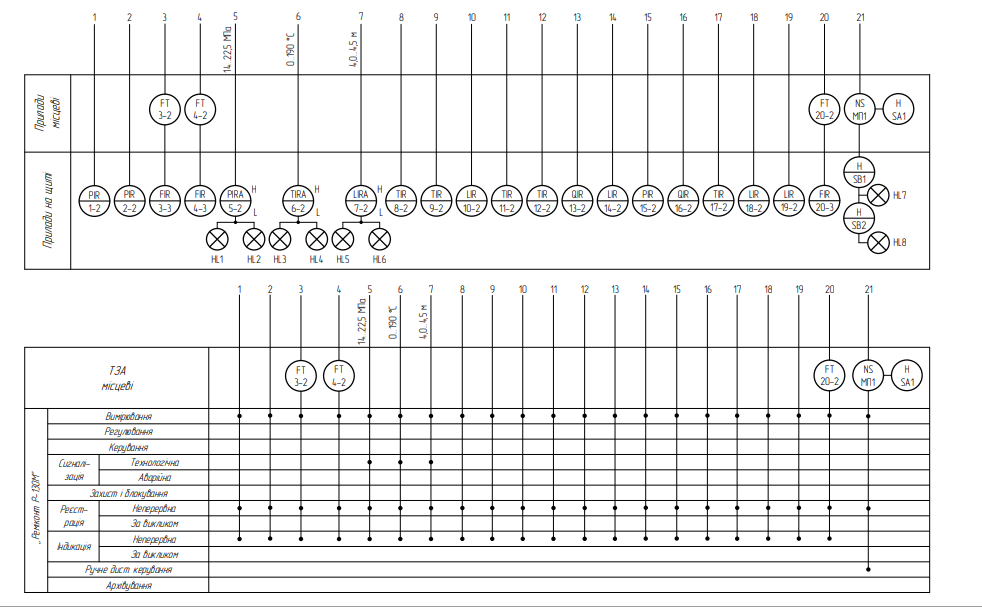 1 2 3 4 5 6 7 8 9 10 11 12 13 14 15 16 17 18 19 20 21
14..22,5 МПа
0..190 °C
4,0..4,5 м
Прилади
місцеві
FT
3-2
FT
4-2
FT
20-2
NS
МП1
H
SA1
Прилади на щиті
PIR
1-2
PIR
2-2
FIR
3-3
FIR
4-3
PIRA
5-2
H
L
TIRA
6-2
H
L
LIRA
7-2
H
L
TIR
8-2
TIR
9-2
LIR
10-2
TIR
11-2
TIR
12-2
QIR
13-2
LIR
14-2
PIR
15-2
QIR
16-2
TIR
17-2
LIR
18-2
LIR
19-2
FIR
20-3
H
SB1
HL7
H
SB2
HL8
HL1 HL2 HL3 HL4 HL5 HL6
1 2 3 4 5 6 7 8 9 10 11 12 13 14 15 16 17 18 19 20 21
14..22,5 МПа
0..190 °C
4,0..4,5 м
ТЗА
місцеві
FT
3-2
FT
4-2
FT
20-2
NS
МП1
H
SA1
„Ремконт Р-130М"
Вимірювання
Регулювання
Керування
Сигналі-
зація
Технологічна
Аварійна
Захист і блокування
Реєст-
рація
Неперервна
За викликом
Індикація
Неперервна
За викликом
Ручне дист керування
Архівування